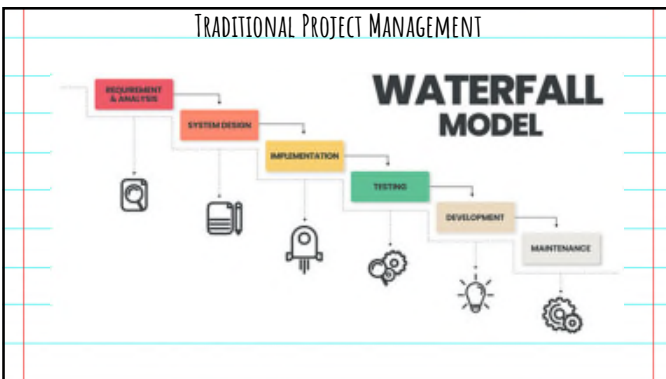 Traditional Project Management
WATERFALL
MODEL
REQUIREMENT
& ANALYSIS
SYSTEM DESIGN
IMPLEMENTATION
TESTING
DEVELOPMENT
MAINTENANCE